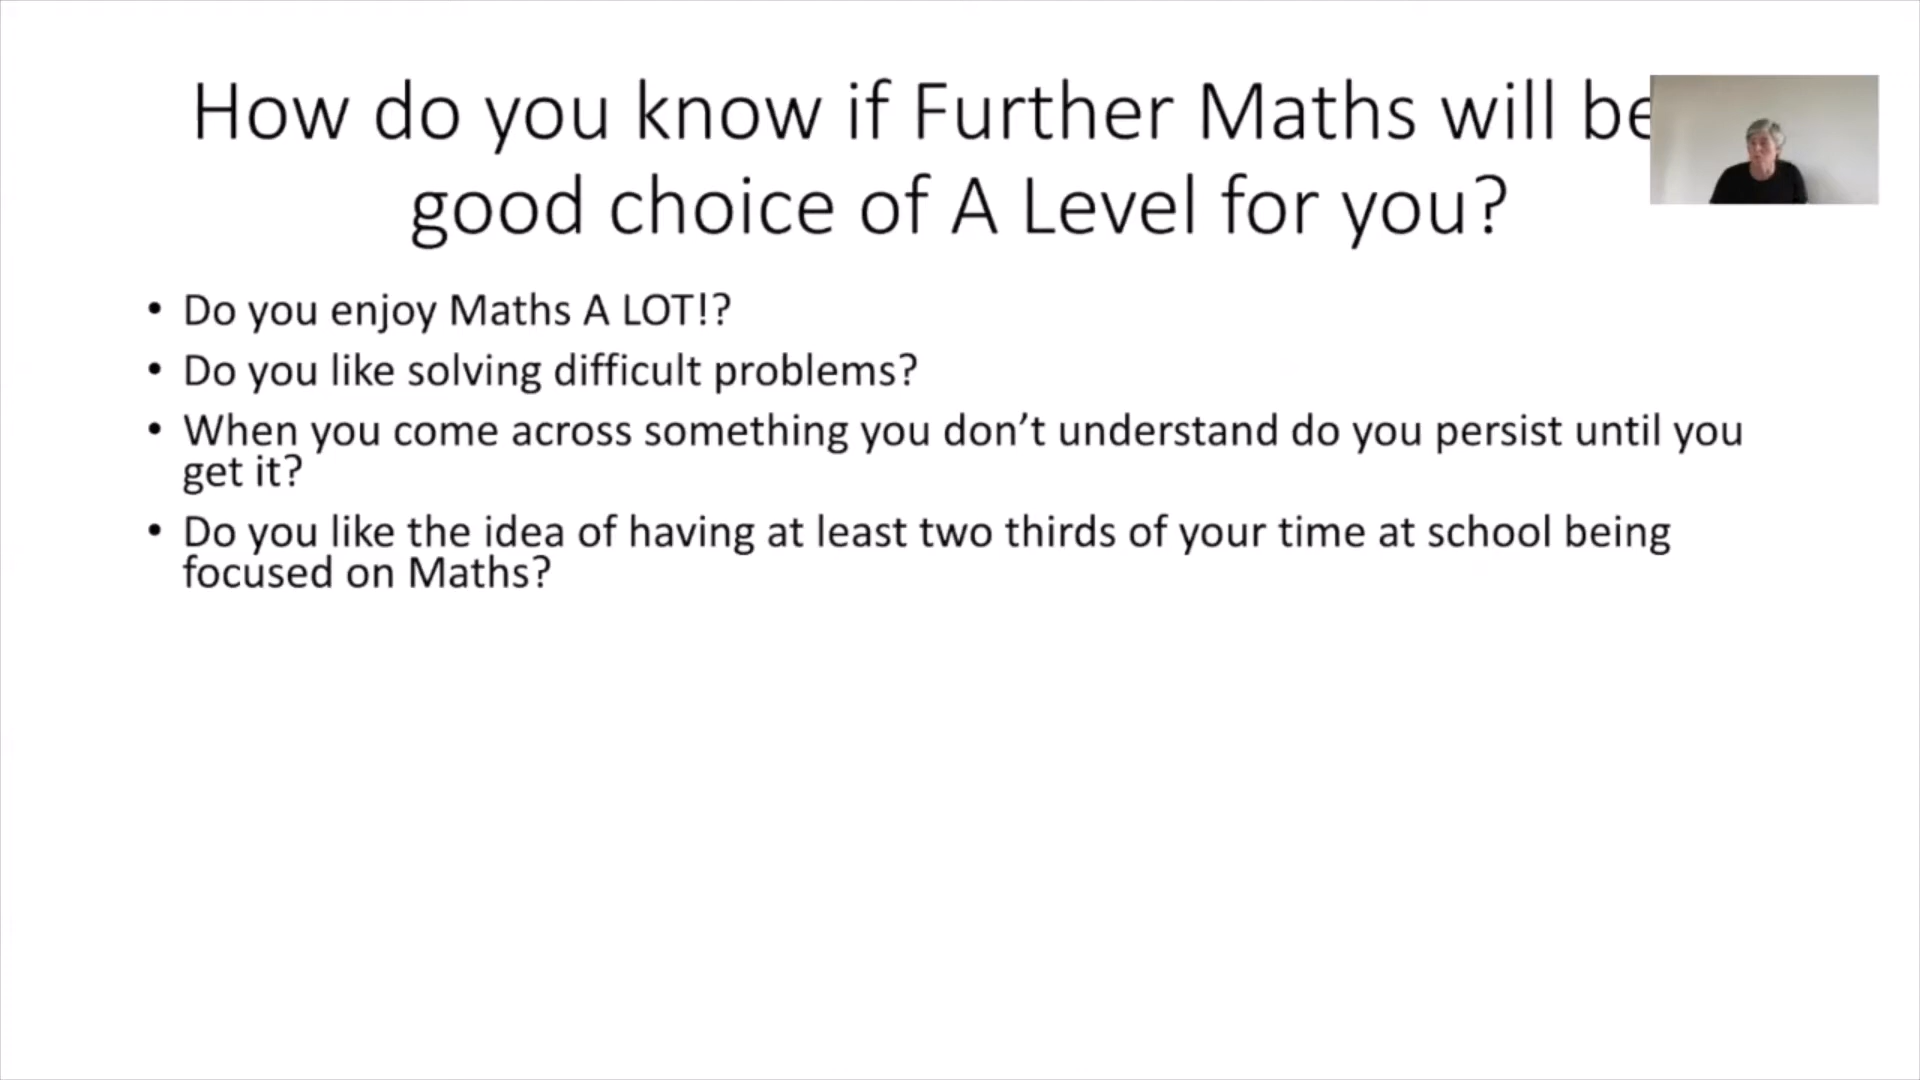 How do you know if Further Maths will be
good choice of A Level for you?
• Do you enjoy Maths A LOT!?
• Do you like solving difficult problems?
• When you come across something you don’t understand do you persist until you
get it?
• Do you like the idea of having at least two thirds of your time at school being
focused on Maths?